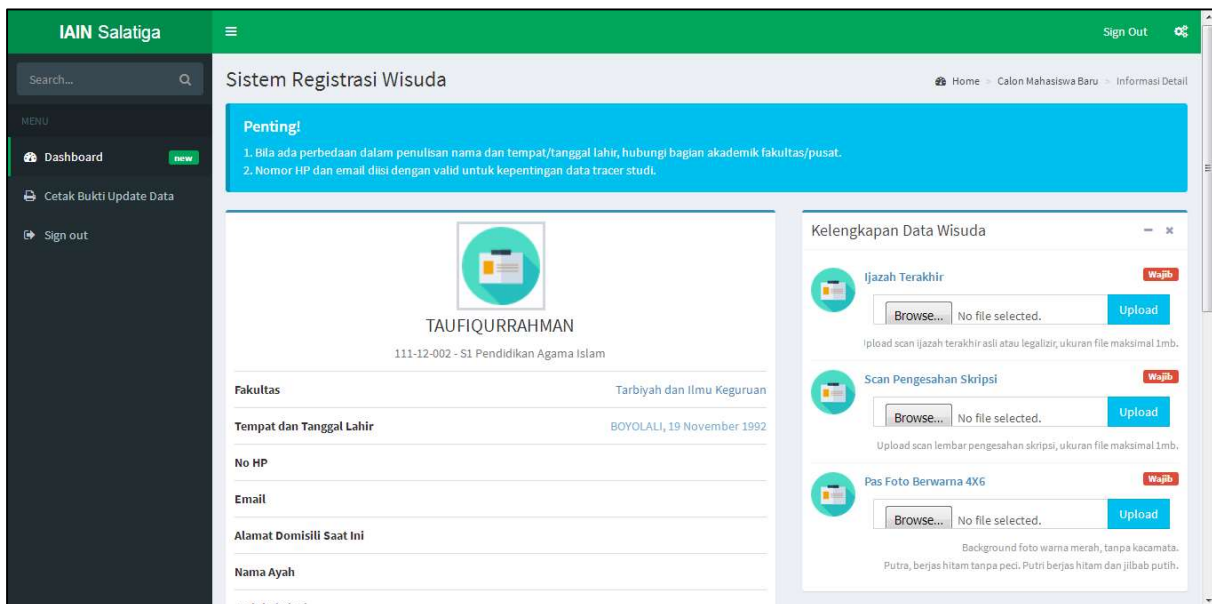 IAIN Salatiga
Sign Out
Search...
MENU
Dashboard
new
Cetak Bukti Update Data
Sign out
Sistem Registrasi Wisuda
Home > Calon Mahasiswa Baru > Informasi Detail
Penting!
1. Bila ada perbedaan dalam penulisan nama dan tempat/tanggal lahir, hubungi bagian akademik fakultas/pusat.
2. Nomor HP dan email diisi dengan valid untuk kepentingan data tracer studi.
TAUFIQURRAHMAN
111-12-002 - S1 Pendidikan Agama Islam
Fakultas
Tarbiyah dan Ilmu Keguruan
Tempat dan Tanggal Lahir
BOYOLALI, 19 November 1992
No HP
Email
Alamat Domisili Saat Ini
Nama Ayah
Kelengkapan Data Wisuda
Ijazah Terakhir
Wajib
Browse... No file selected.
Upload
pload scan ijazah terakhir asli atau legalizir, ukuran file maksimal 1mb.
Scan Pengesahan Skripsi
Wajib
Browse... No file selected.
Upload
Upload scan lembar pengesahan skripsi, ukuran file maksimal 1mb.
Pas Foto Berwarna 4X6
Wajib
Browse... No file selected.
Upload
Background foto warna merah, tanpa kacamata.
Putra, berjas hitam tanpa peci. Putri berjas hitam dan jilbab putih.